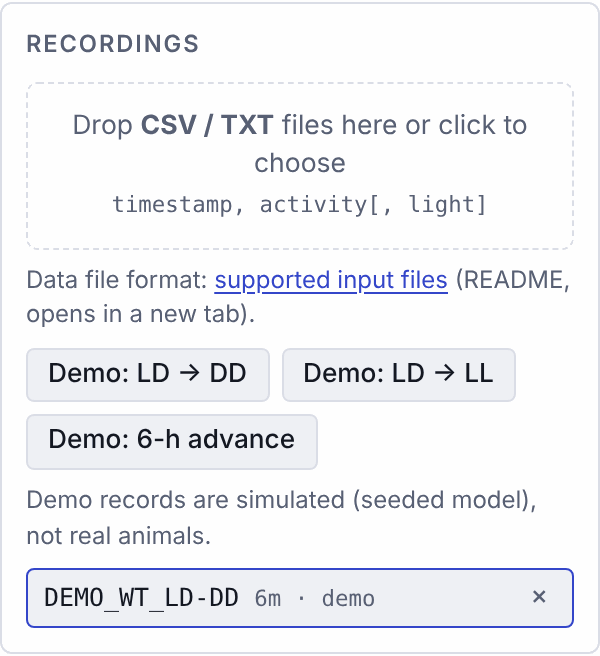 RECORDINGS
Drop CSV / TXT files here or click to
choose
timestamp, activity[, light]
Data file format: supported input files (README,
opens in a new tab).
Demo: LD → DD
Demo: LD → LL
Demo: 6-h advance
Demo records are simulated (seeded model),
not real animals.
DEMO_WT_LD-DD 6m · demo ×